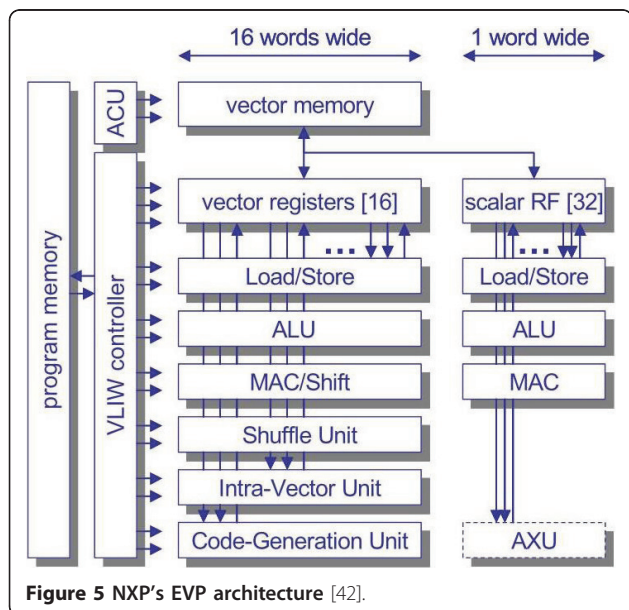 16 words wide
1 word wide
program memory
ACU
VLIW controller
vector memory
vector registers [16]
scalar RF [32]
...
...
Load/Store
Load/Store
ALU
ALU
MAC/Shift
MAC
Shuffle Unit
Intra-Vector Unit
Code-Generation Unit
AXU
Figure 5 NXP's EVP architecture [42].